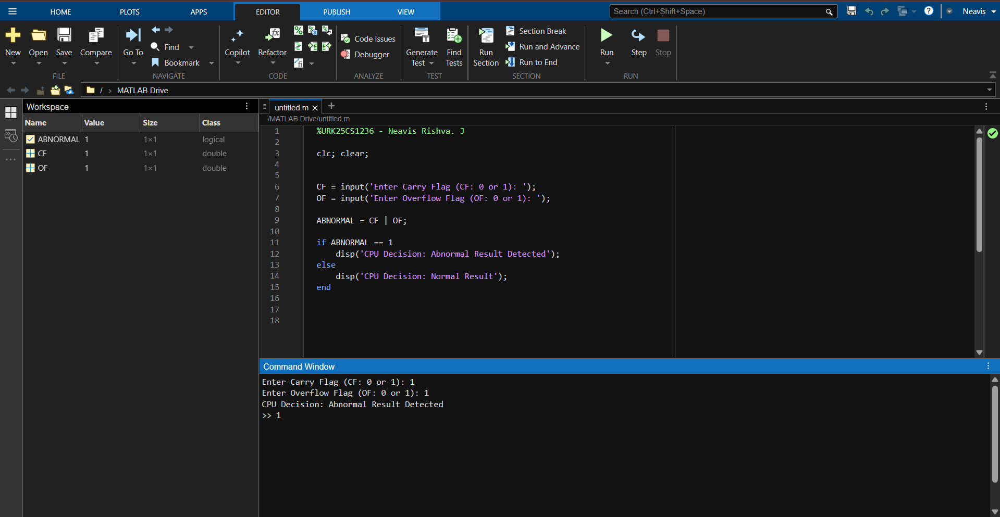 HOME PLOTS APPS EDITOR PUBLISH VIEW Search (Ctrl+Shift+Space) Neavis
New Open Save Compare Go To Find Bookmark Copilot Refactor Code Issues Debugger Generate Test Find Tests Run Section Section Break Run and Advance Run to End Run Step Stop
FILE NAVIGATE CODE ANALYZE TEST SECTION RUN
/ › MATLAB Drive
Workspace
Name Value Size Class
ABNORMAL 1 1×1 logical
CF 1 1×1 double
OF 1 1×1 double
untitled.m
/MATLAB Drive/untitled.m
1 %URK25CS1236 - Neavis Rishva. J
2
3 clc; clear;
4
5
6 CF = input('Enter Carry Flag (CF: 0 or 1): ');
7 OF = input('Enter Overflow Flag (OF: 0 or 1): ');
8
9 ABNORMAL = CF | OF;
10
11 if ABNORMAL == 1
12 disp('CPU Decision: Abnormal Result Detected');
13 else
14 disp('CPU Decision: Normal Result');
15 end
16
17
18
Command Window
Enter Carry Flag (CF: 0 or 1): 1
Enter Overflow Flag (OF: 0 or 1): 1
CPU Decision: Abnormal Result Detected
>> 1